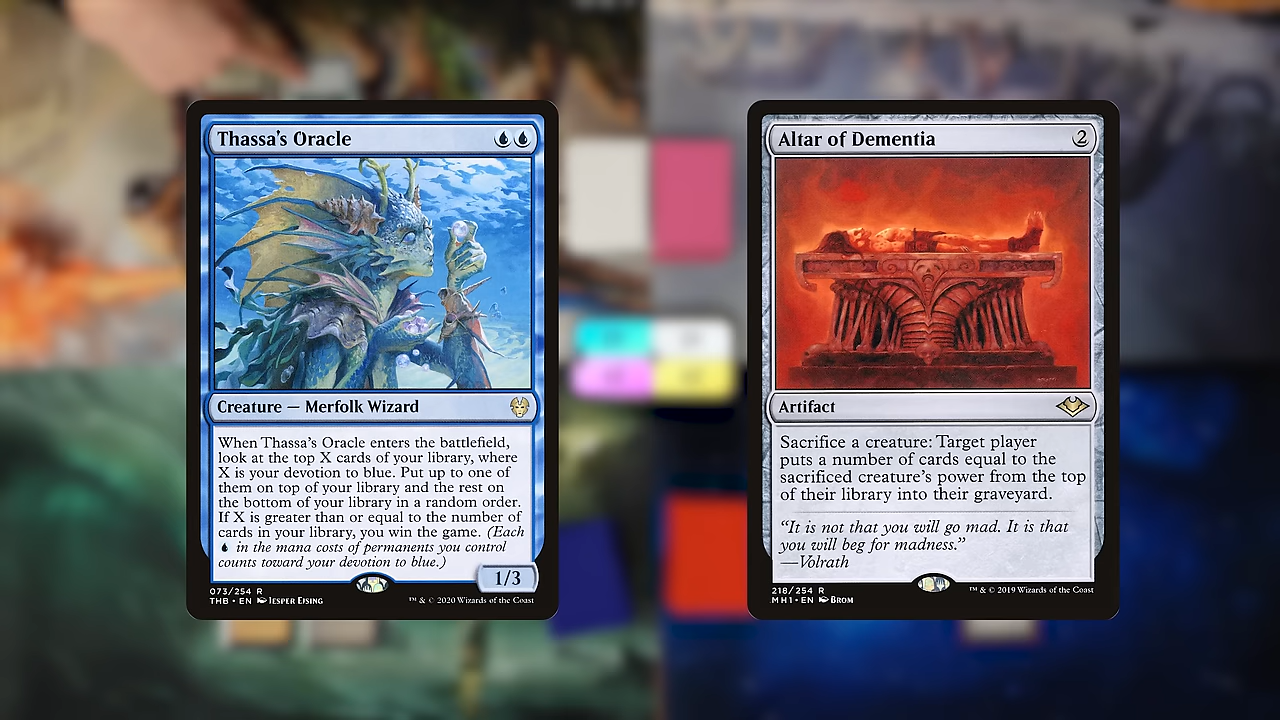 Thassa's Oracle
Creature — Merfolk Wizard
When Thassa's Oracle enters the battlefield,
look at the top X cards of your library, where
X is your devotion to blue. Put up to one of
them on top of your library and the rest on
the bottom of your library in a random order.
If X is greater than or equal to the number of
cards in your library, you win the game. (Each
in the mana costs of permanents you control
counts toward your devotion to blue.)
1/3
073/254 R
THB • EN Jesper Ejsing
™ & © 2020 Wizards of the Coast
Altar of Dementia 2
Artifact
Sacrifice a creature: Target player
puts a number of cards equal to the
sacrificed creature's power from the top
of their library into their graveyard.
“It is not that you will go mad. It is that
you will beg for madness.”
—Volrath
218/254 R
MH1 • EN Brom
™ & © 2019 Wizards of the Coast